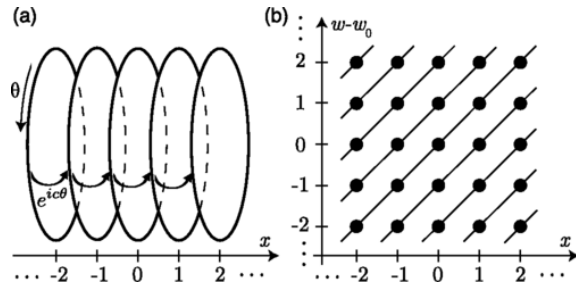 (a)
θ
e^{icθ}
x
... -2 -1 0 1 2 ...
(b)
w-w₀
2
1
0
-1
-2
x
... -2 -1 0 1 2 ...